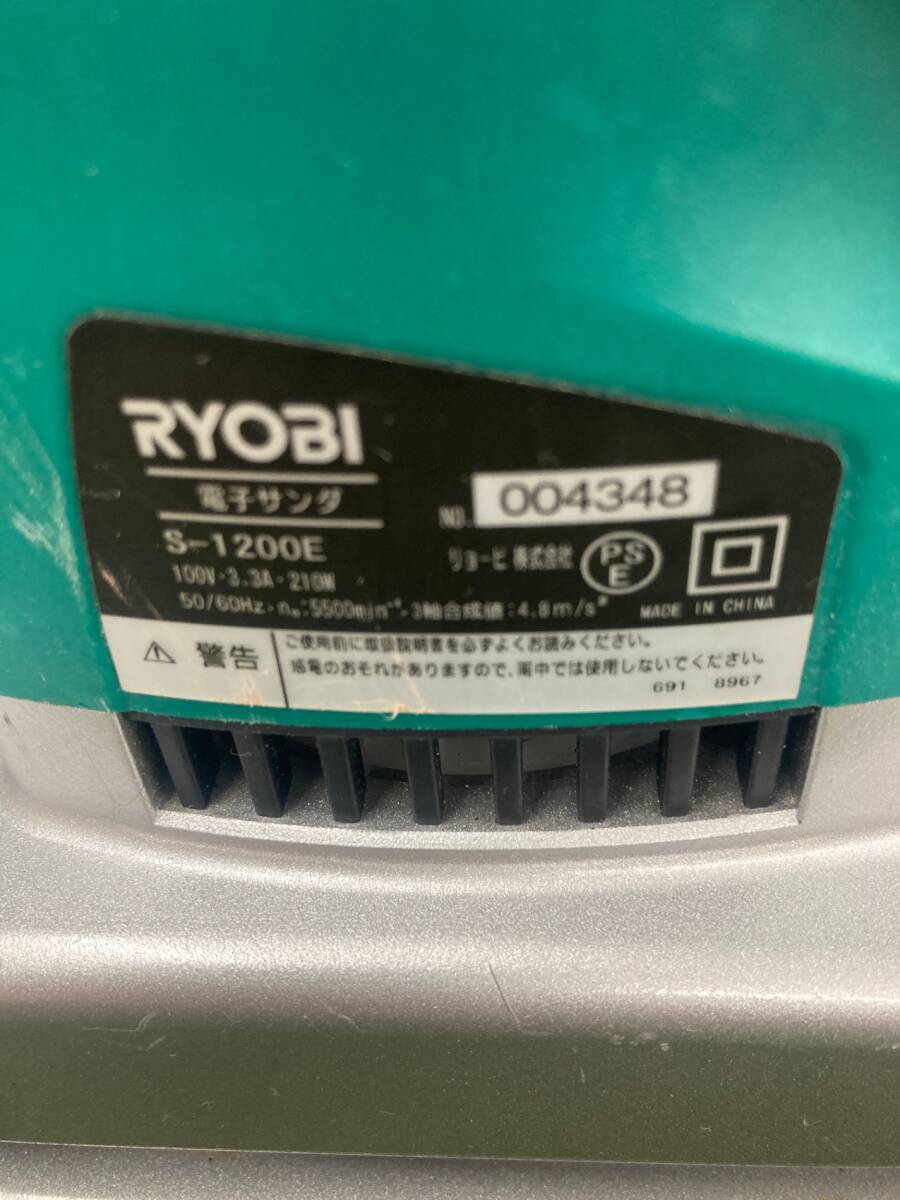 RYOBI
電子サンダ
S-1200E
NO. 004348
100V・3.3A・210W
リョービ 株式会社
PS
E
50/60Hz・n₀:5500min⁻¹・3軸合成値:4.8m/s²
MADE IN CHINA
⚠ 警告
ご使用前に取扱説明書を必ずよくお読みください。
感電のおそれがありますので、雨中では使用しないでください。
691 8967